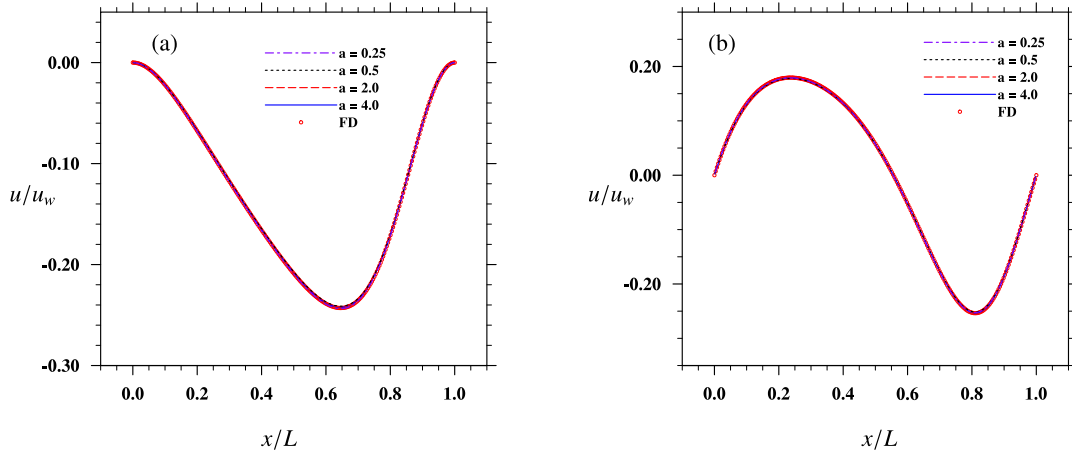 (a)
a = 0.25
a = 0.5
a = 2.0
a = 4.0
FD
0.00
-0.10
-0.20
-0.30
u/u_w
0.0 0.2 0.4 0.6 0.8 1.0
x/L
(b)
a = 0.25
a = 0.5
a = 2.0
a = 4.0
FD
0.20
0.00
-0.20
u/u_w
0.0 0.2 0.4 0.6 0.8 1.0
x/L